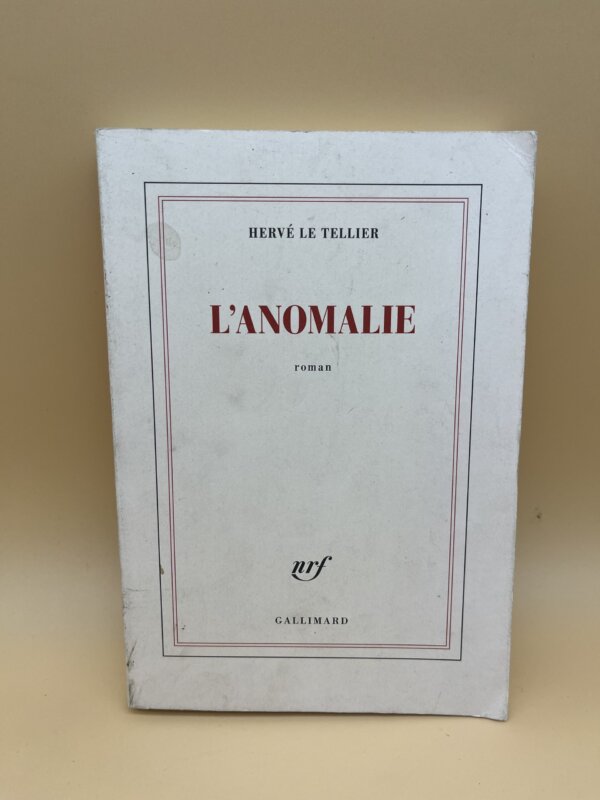 HERVÉ LE TELLIER
L'ANOMALIE
roman
nrf
GALLIMARD